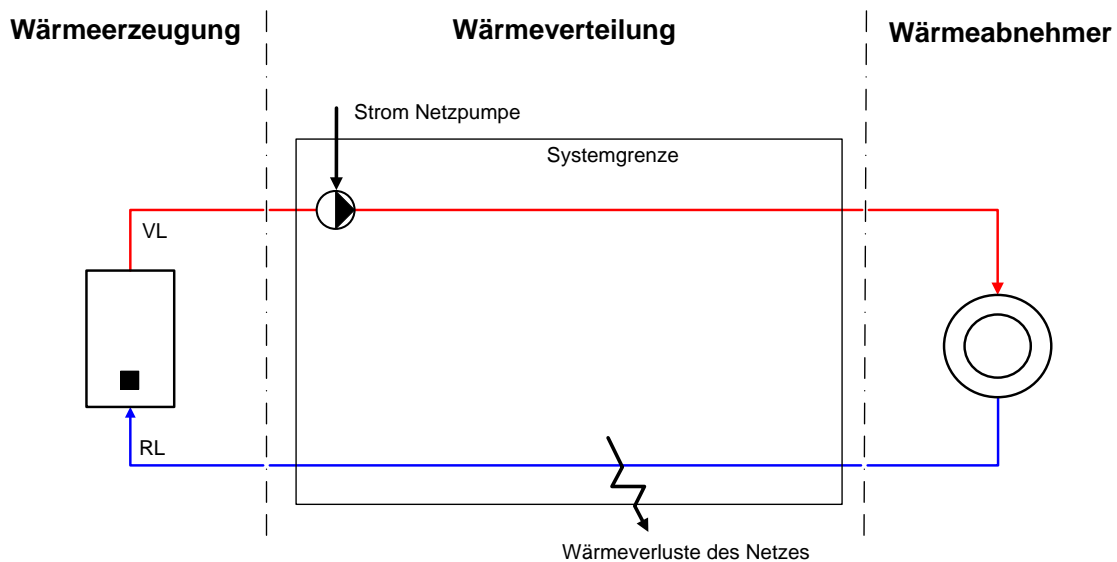 Wärmeerzeugung
Wärmeverteilung
Wärmeabnehmer
Strom Netzpumpe
Systemgrenze
VL
RL
Wärmeverluste des Netzes